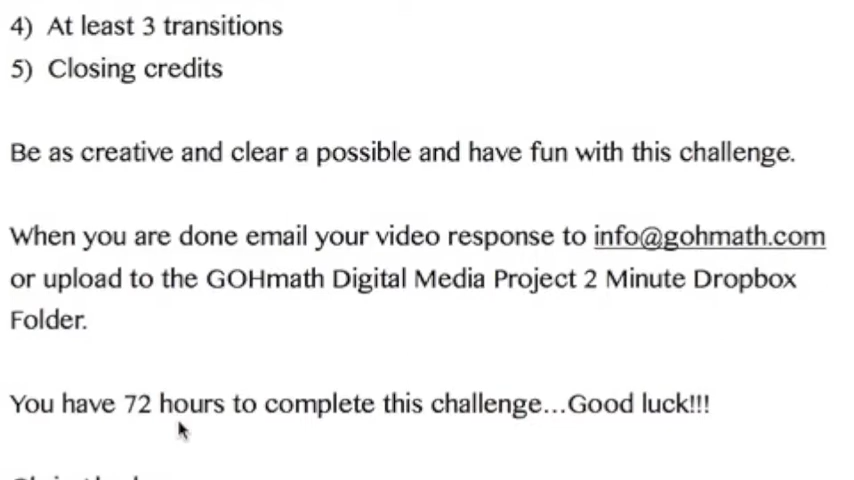 4) At least 3 transitions
5) Closing credits
Be as creative and clear a possible and have fun with this challenge.
When you are done email your video response to info@gohmath.com
or upload to the GOHmath Digital Media Project 2 Minute Dropbox
Folder.
You have 72 hours to complete this challenge...Good luck!!!